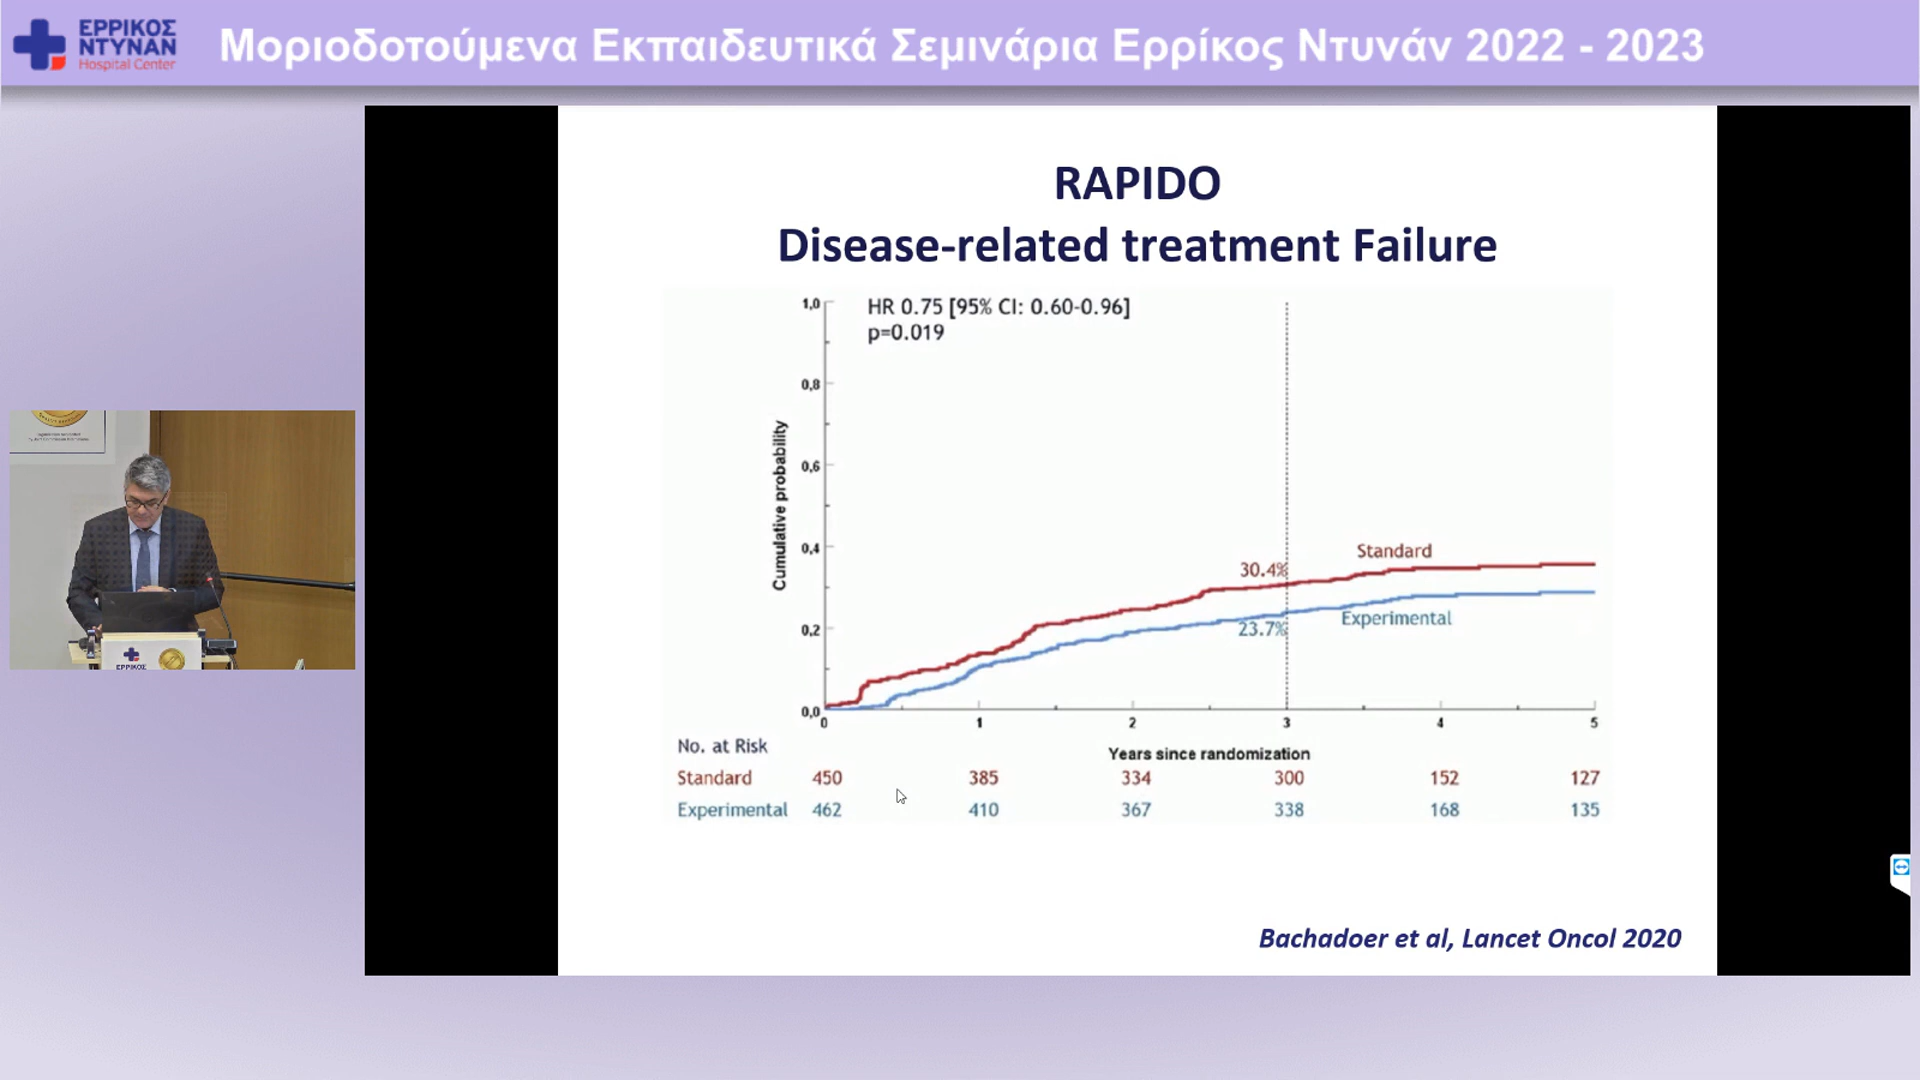 ΕΡΡΙΚΟΣ
ΝΤΥΝΑΝ
Hospital Center
Μοριοδοτούμενα Εκπαιδευτικά Σεμινάρια Ερρίκος Ντυνάν 2022 - 2023
RAPIDO
Disease-related treatment Failure
HR 0.75 [95% CI: 0.60-0.96]
p=0.019
1,0
0,8
0,6
0,4
0,2
0,0
Cumulative probability
Standard
30.4%
Experimental
23.7%
0 1 2 3 4 5
Years since randomization
No. at Risk
Standard 450 385 334 300 152 127
Experimental 462 410 367 338 168 135
Bachadoer et al, Lancet Oncol 2020
ΕΡΡΙΚΟΣ